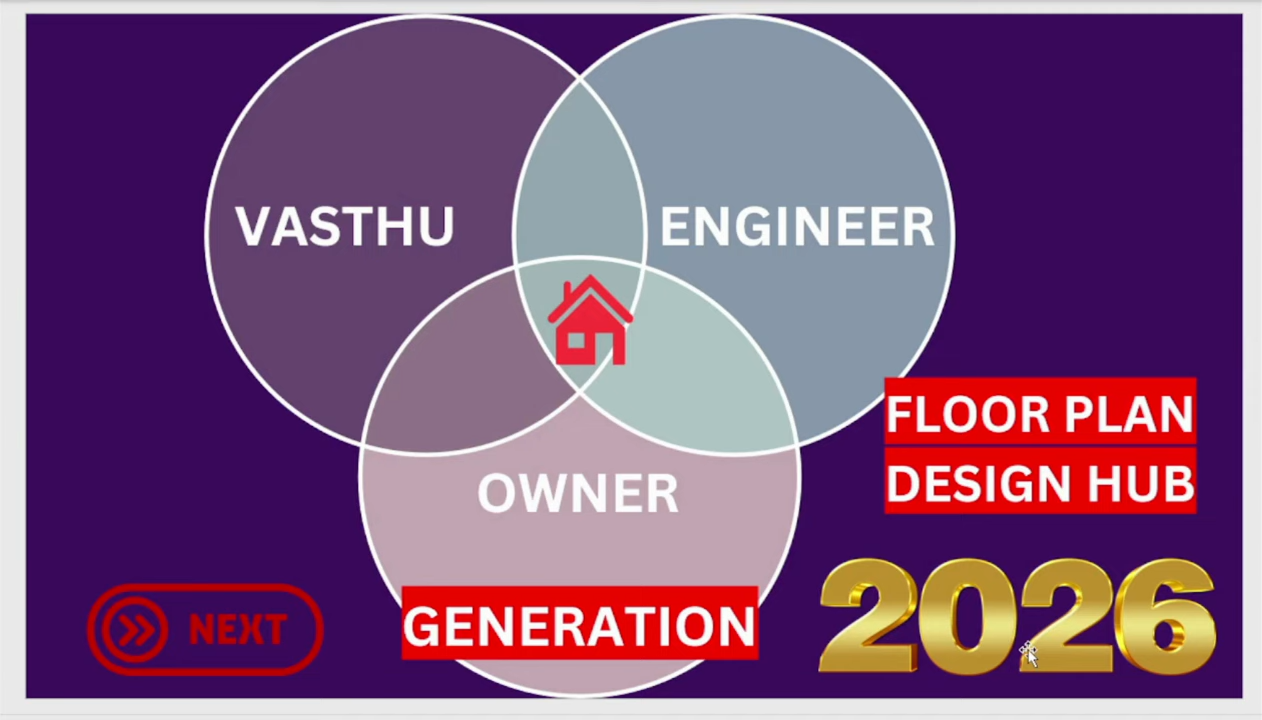 VASTHU
ENGINEER
OWNER
FLOOR PLAN
DESIGN HUB
NEXT
GENERATION
2026